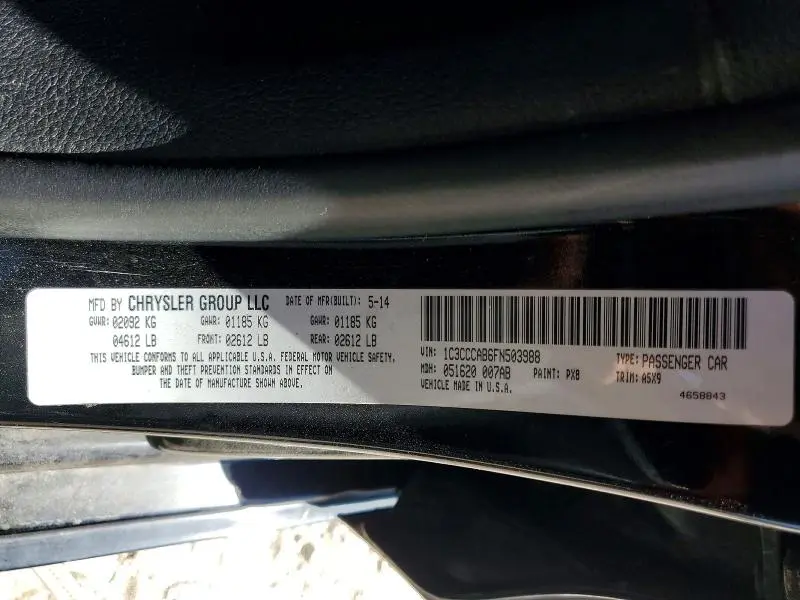 MFD BY CHRYSLER GROUP LLC DATE OF MFR(BUILT): 5-14
GVWR: 02092 KG GAWR: 01185 KG GAWR: 01185 KG
04612 LB FRONT: 02612 LB REAR: 02612 LB
THIS VEHICLE CONFORMS TO ALL APPLICABLE U.S.A. FEDERAL MOTOR VEHICLE SAFETY,
BUMPER AND THEFT PREVENTION STANDARDS IN EFFECT ON
THE DATE OF MANUFACTURE SHOWN ABOVE.
VIN: 1C3CCCAB6FN503988 TYPE: PASSENGER CAR
MDH: 051620 007AB PAINT: PX8 TRIM: A5X9
VEHICLE MADE IN U.S.A.
4658843